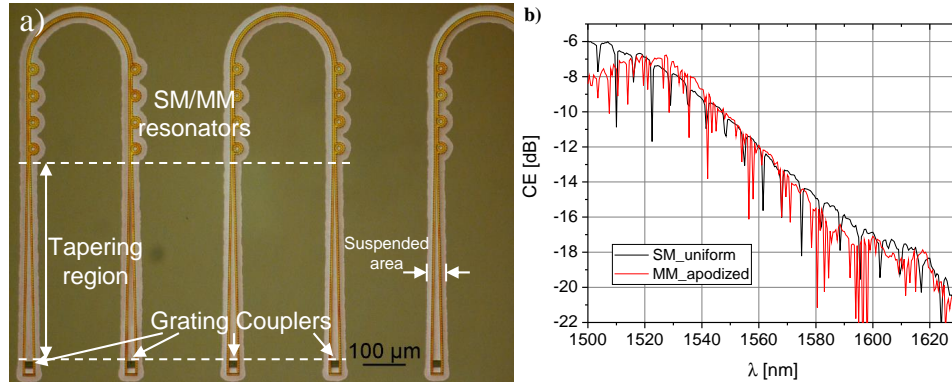 a)
SM/MM
resonators
Tapering
region
Suspended
area
Grating Couplers
100 µm
b)
-6
-8
-10
-12
-14
-16
-18
-20
-22
CE [dB]
SM_uniform
MM_apodized
1500 1520 1540 1560 1580 1600 1620
λ [nm]